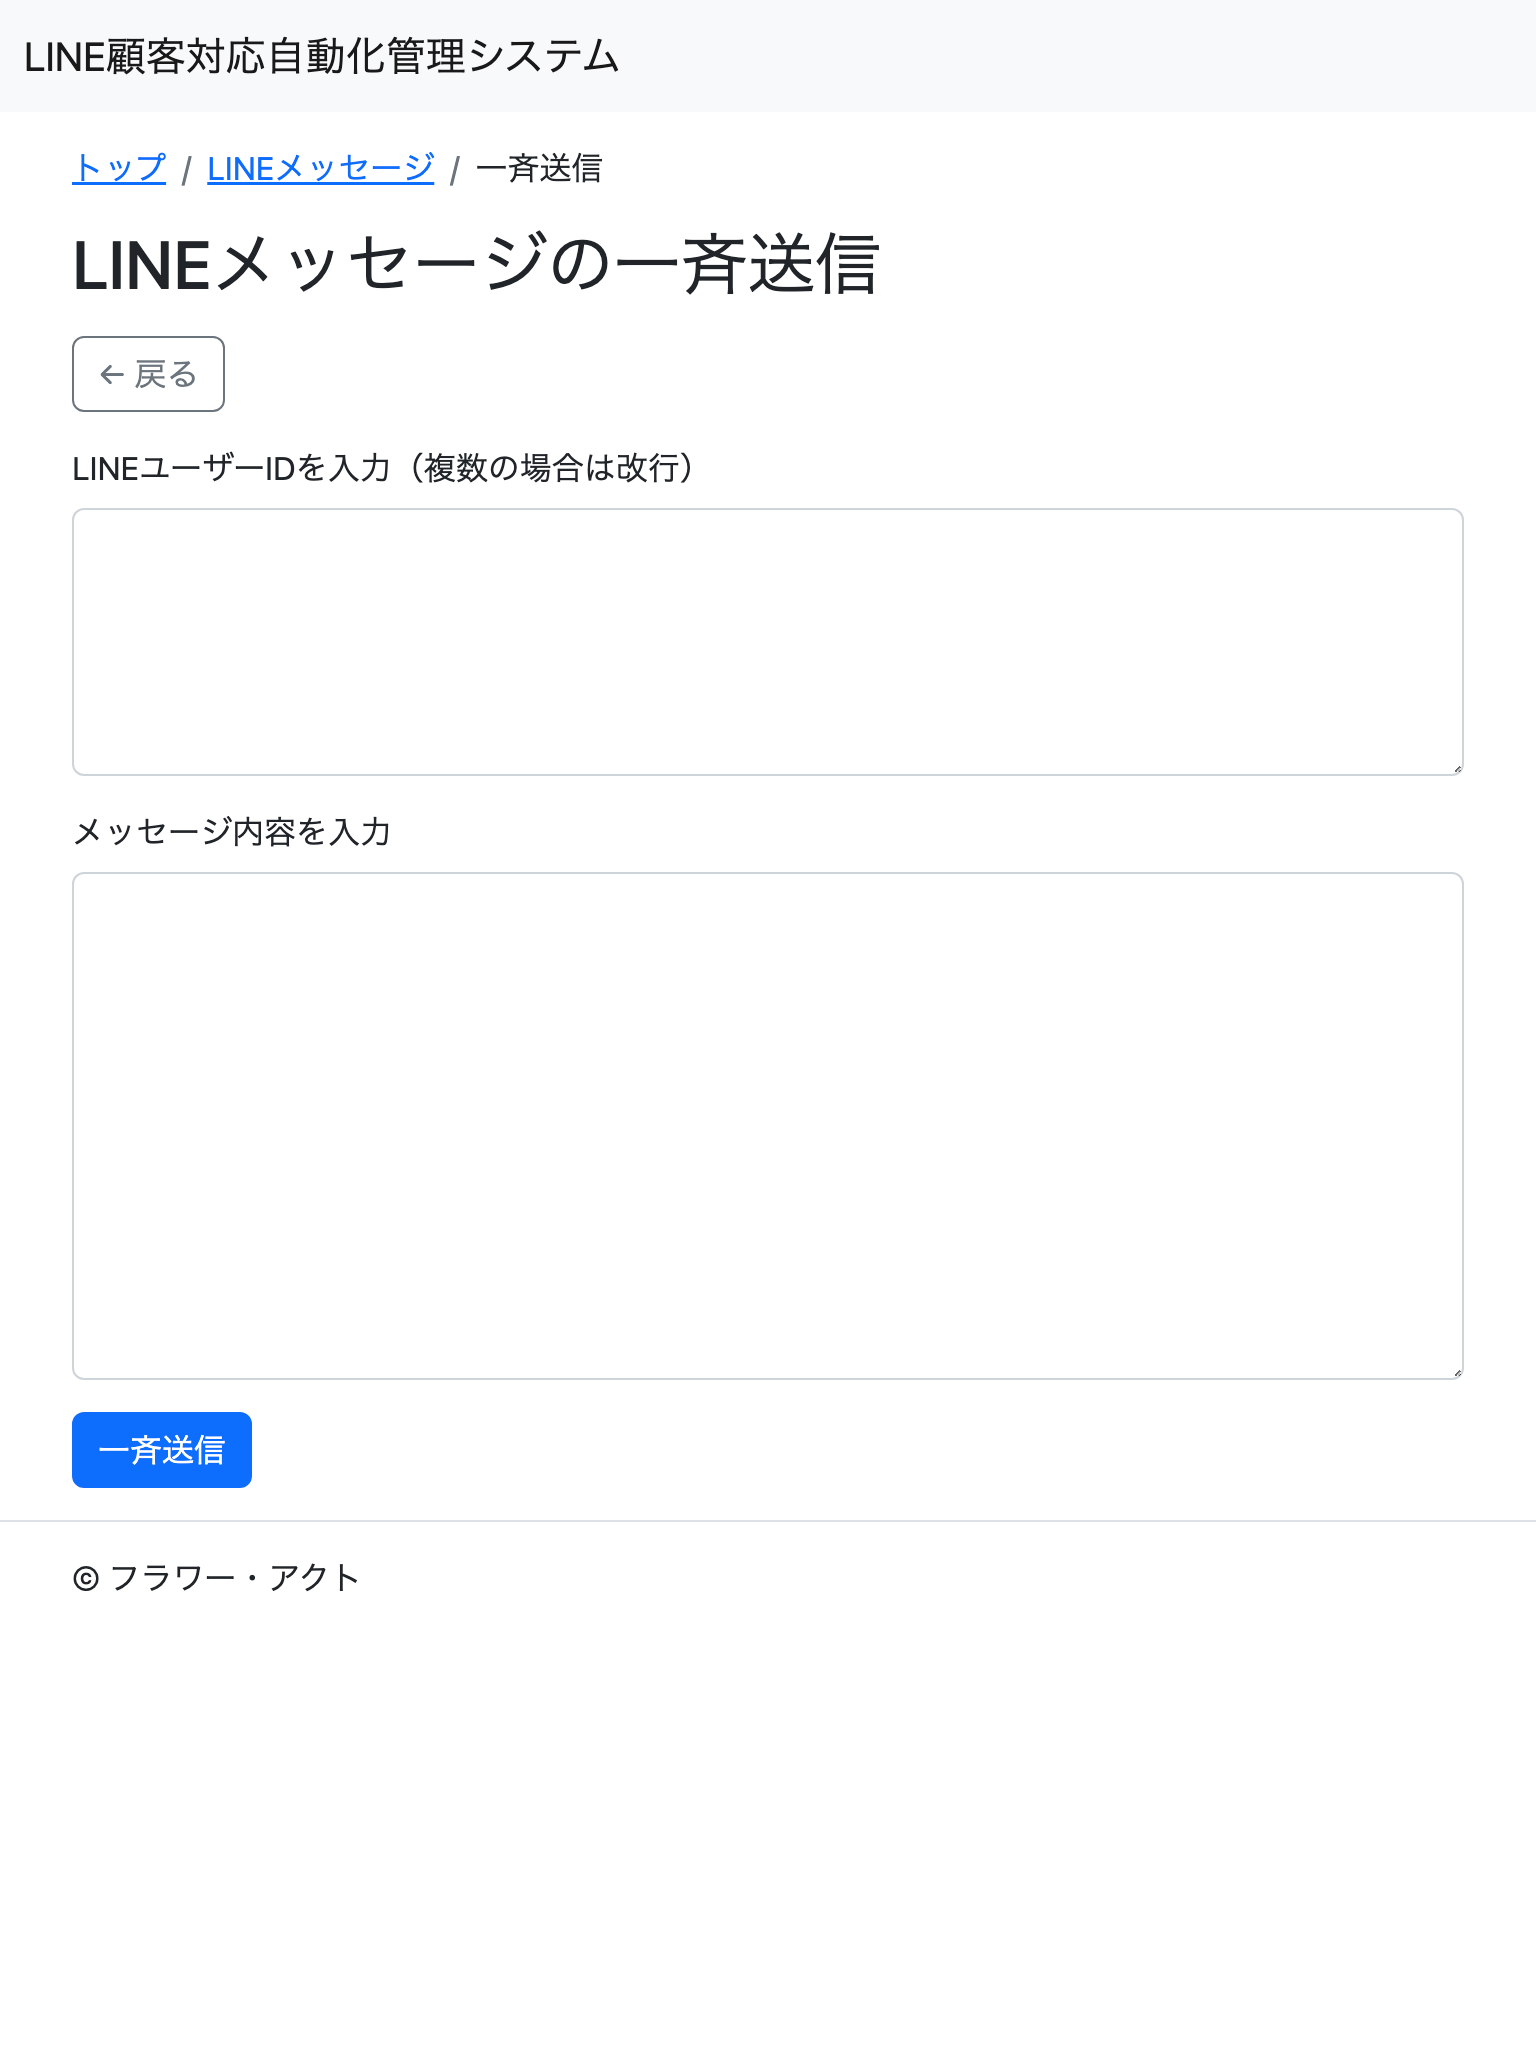 LINE顧客対応自動化管理システム
トップ / LINEメッセージ / 一斉送信
LINEメッセージの一斉送信
← 戻る
LINEユーザーIDを入力（複数の場合は改行）
メッセージ内容を入力
一斉送信
© フラワー・アクト